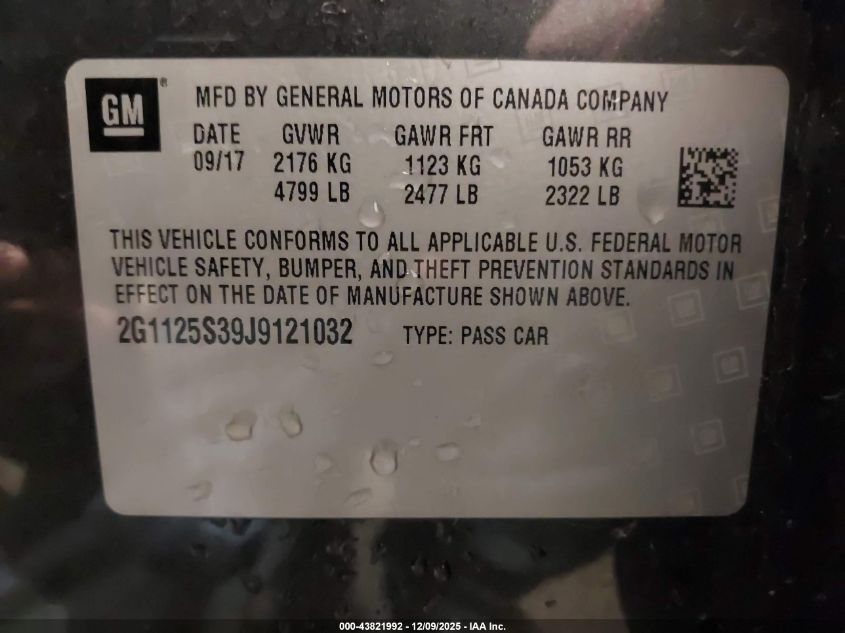 GM®
MFD BY GENERAL MOTORS OF CANADA COMPANY
DATE GVWR GAWR FRT GAWR RR
09/17 2176 KG 1123 KG 1053 KG
4799 LB 2477 LB 2322 LB
THIS VEHICLE CONFORMS TO ALL APPLICABLE U.S. FEDERAL MOTOR
VEHICLE SAFETY, BUMPER, AND THEFT PREVENTION STANDARDS IN
EFFECT ON THE DATE OF MANUFACTURE SHOWN ABOVE.
2G1125S39J9121032 TYPE: PASS CAR
000-43821992 - 12/09/2025 - IAA Inc.